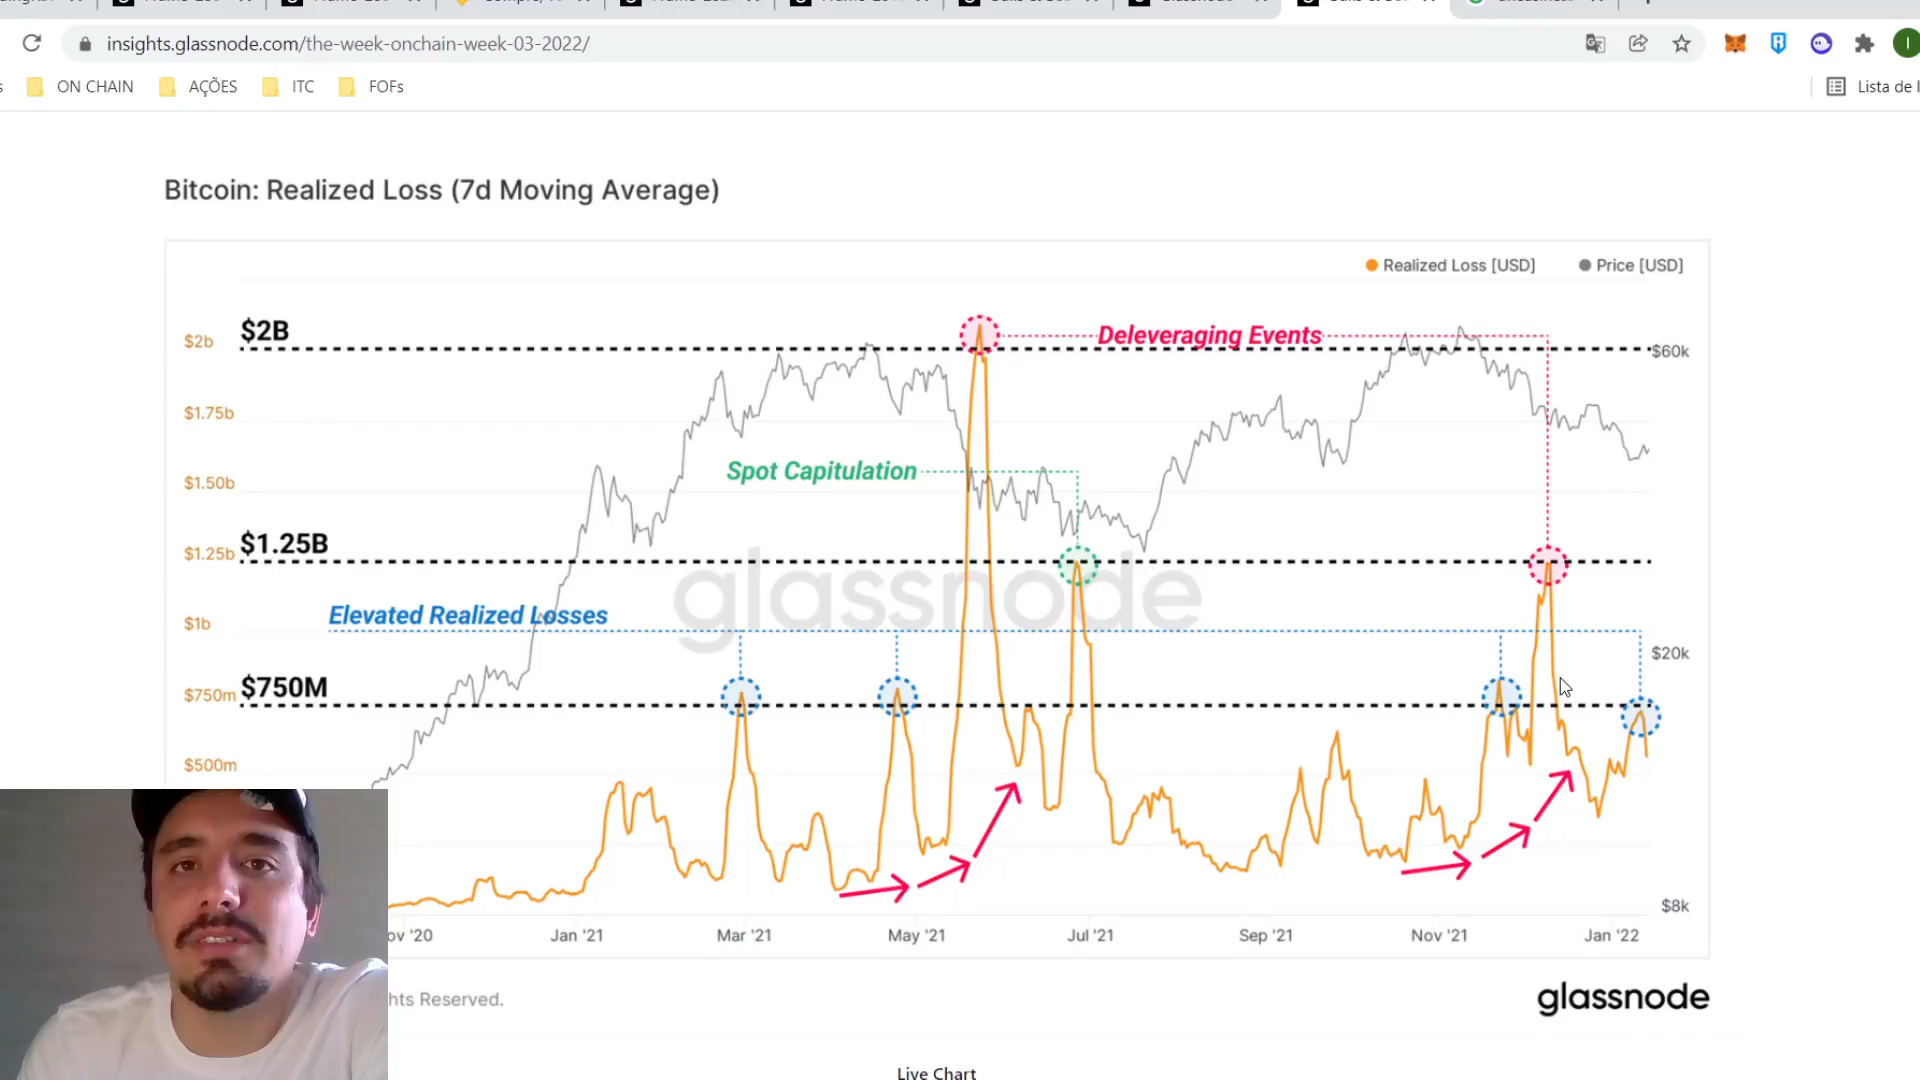 insights.glassnode.com/the-week-onchain-week-03-2022/
ON CHAIN
AÇÕES
ITC
FOFs
Lista de l
Bitcoin: Realized Loss (7d Moving Average)
Realized Loss [USD]
Price [USD]
$2b
$2B
Deleveraging Events
$60k
$1.75b
Spot Capitulation
$1.50b
$1.25b
$1.25B
glassnode
$1b
Elevated Realized Losses
$20k
$750m
$750M
$500m
$8k
ov '20
Jan '21
Mar '21
May '21
Jul '21
Sep '21
Nov '21
Jan '22
hts Reserved.
glassnode
Live Chart